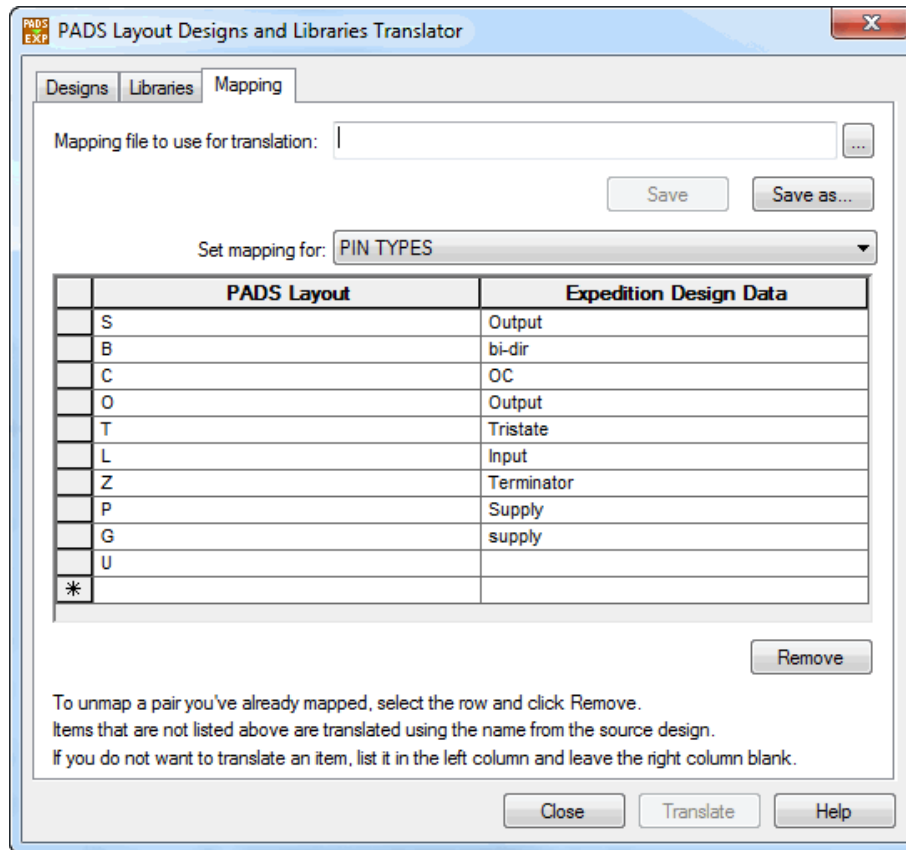 PADS EXP PADS Layout Designs and Libraries Translator X
Designs Libraries Mapping
Mapping file to use for translation: ...
Save Save as...
Set mapping for: PIN TYPES
PADS Layout Expedition Design Data
S Output
B bi-dir
C OC
O Output
T Tristate
L Input
Z Terminator
P Supply
G supply
U
*
Remove
To unmap a pair you've already mapped, select the row and click Remove.
Items that are not listed above are translated using the name from the source design.
If you do not want to translate an item, list it in the left column and leave the right column blank.
Close Translate Help